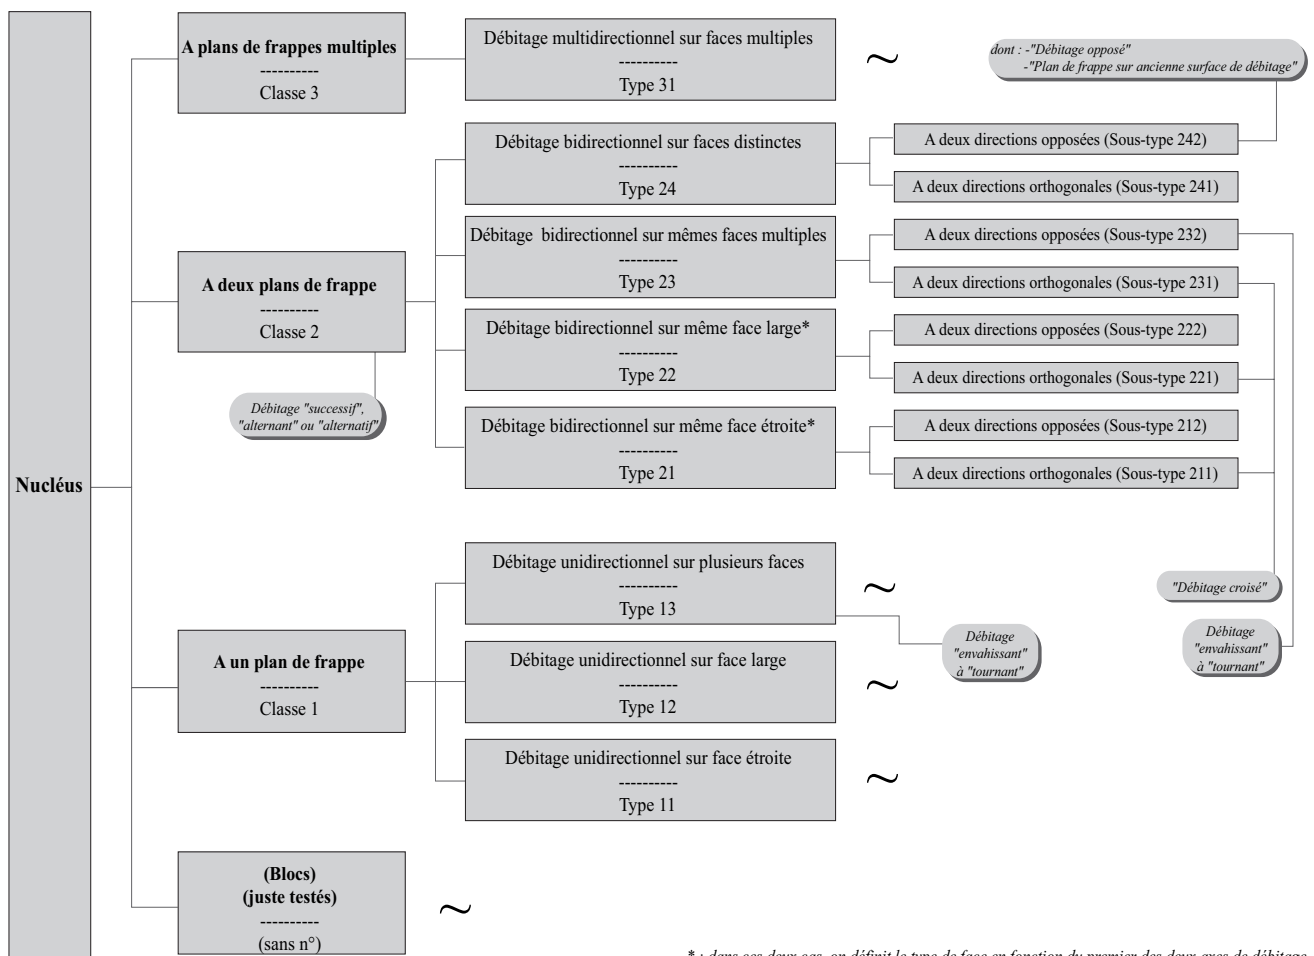 Nucléus
A plans de frappes multiples
----------
Classe 3
Débitage multidirectionnel sur faces multiples
----------
Type 31
~
dont : -"Débitage opposé"
-"Plan de frappe sur ancienne surface de débitage"
A deux plans de frappe
----------
Classe 2
Débitage "successif",
"alternant" ou "alternatif"
Débitage bidirectionnel sur faces distinctes
----------
Type 24
A deux directions opposées (Sous-type 242)
A deux directions orthogonales (Sous-type 241)
Débitage bidirectionnel sur mêmes faces multiples
----------
Type 23
A deux directions opposées (Sous-type 232)
A deux directions orthogonales (Sous-type 231)
Débitage bidirectionnel sur même face large*
----------
Type 22
A deux directions opposées (Sous-type 222)
A deux directions orthogonales (Sous-type 221)
Débitage bidirectionnel sur même face étroite*
----------
Type 21
A deux directions opposées (Sous-type 212)
A deux directions orthogonales (Sous-type 211)
"Débitage croisé"
Débitage
"envahissant"
à "tournant"
A un plan de frappe
----------
Classe 1
Débitage unidirectionnel sur plusieurs faces
----------
Type 13
~
Débitage
"envahissant"
à "tournant"
Débitage unidirectionnel sur face large
----------
Type 12
~
Débitage unidirectionnel sur face étroite
----------
Type 11
~
(Blocs)
(juste testés)
----------
(sans n°)
~
* : dans ces deux cas, on définit le type de face en fonction du premier des deux axes de débitage